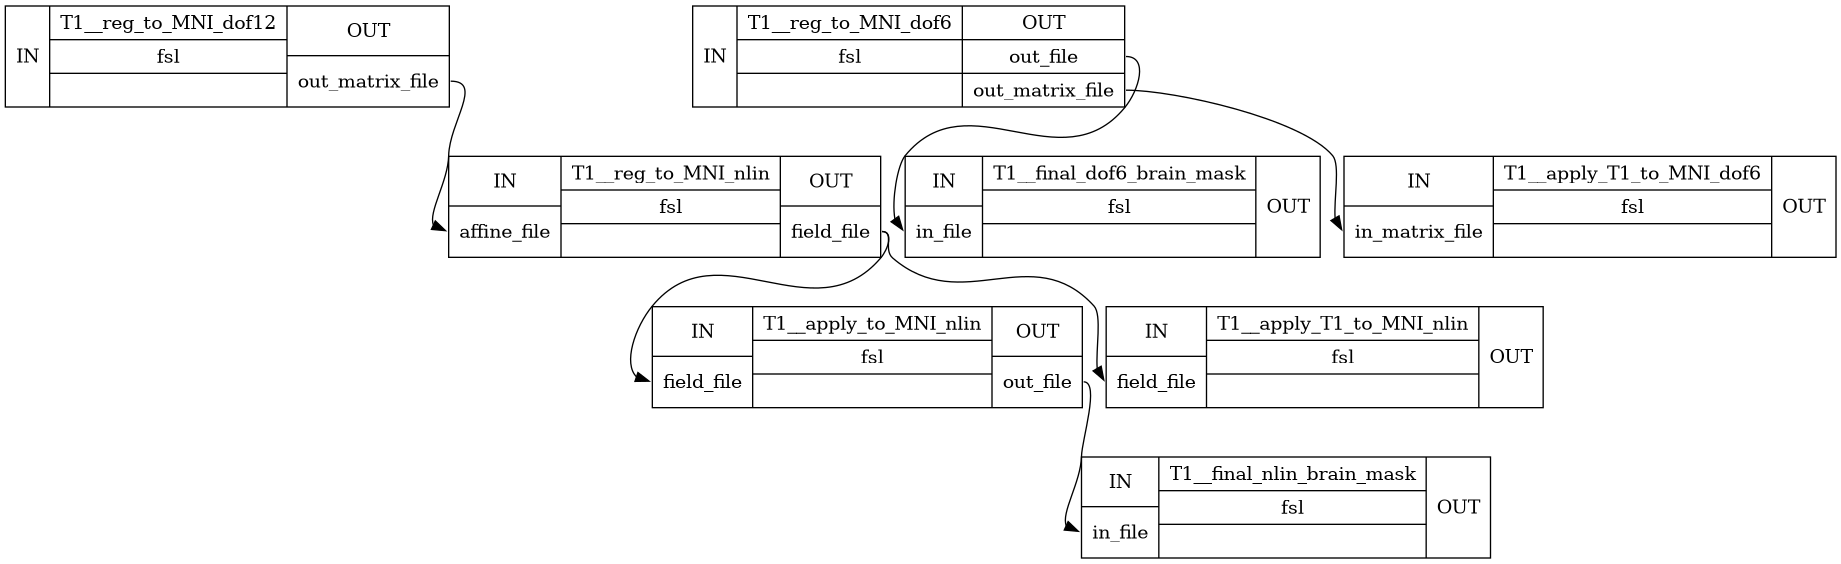 IN
T1__reg_to_MNI_dof12
fsl
OUT
out_matrix_file
IN
T1__reg_to_MNI_dof6
fsl
OUT
out_file
out_matrix_file
IN
affine_file
T1__reg_to_MNI_nlin
fsl
OUT
field_file
IN
in_file
T1__final_dof6_brain_mask
fsl
OUT
IN
in_matrix_file
T1__apply_T1_to_MNI_dof6
fsl
OUT
IN
field_file
T1__apply_to_MNI_nlin
fsl
OUT
out_file
IN
field_file
T1__apply_T1_to_MNI_nlin
fsl
OUT
IN
in_file
T1__final_nlin_brain_mask
fsl
OUT